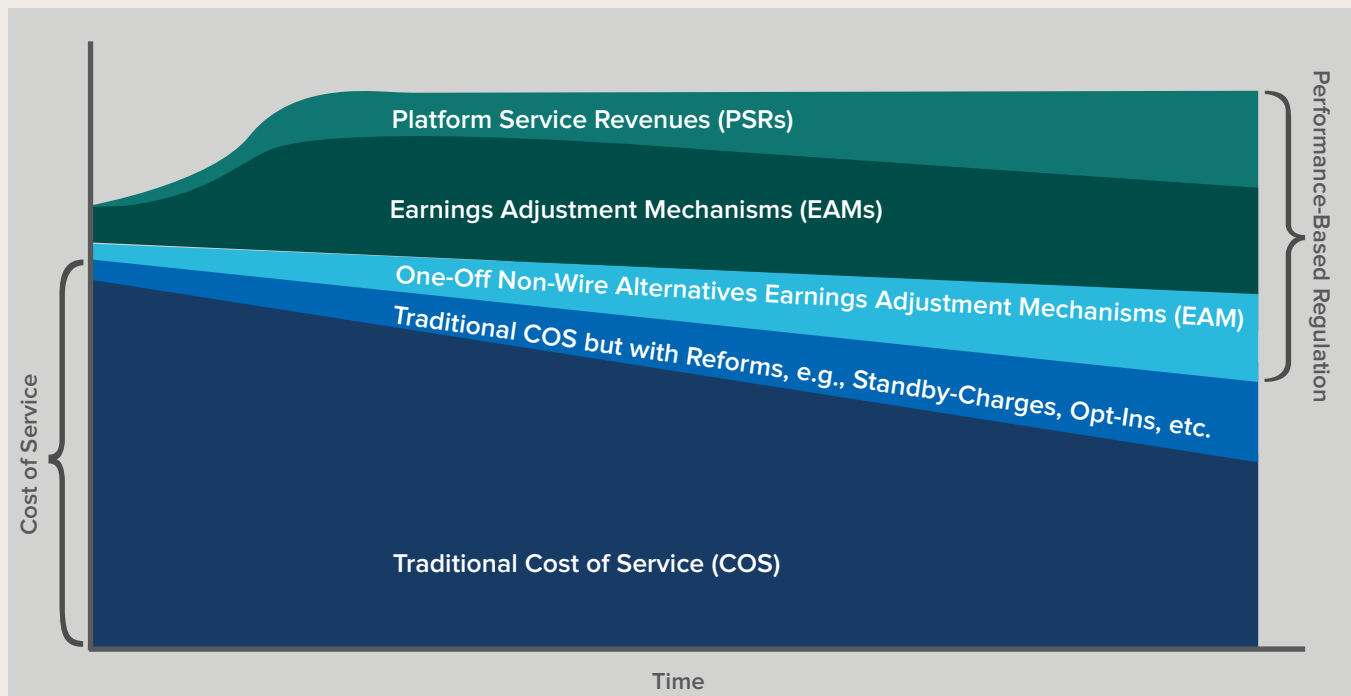 Platform Service Revenues (PSRs)
Earnings Adjustment Mechanisms (EAMs)
One-Off Non-Wire Alternatives Earnings Adjustment Mechanisms (EAM)
Traditional COS but with Reforms, e.g., Standby-Charges, Opt-Ins, etc.
Traditional Cost of Service (COS)
Cost of Service
Performance-Based Regulation
Time